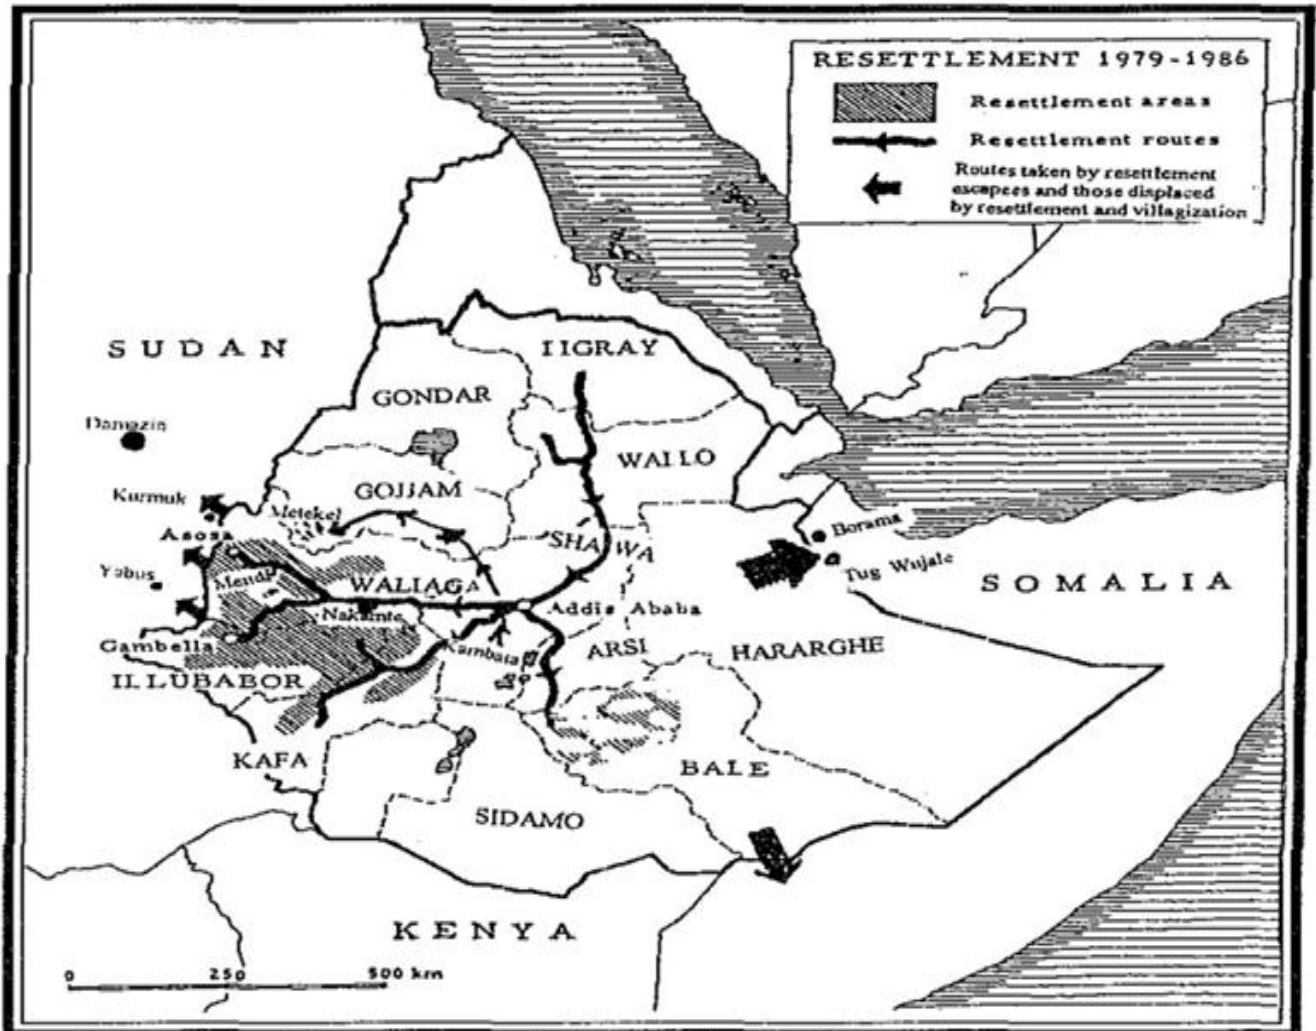 RESETTLEMENT 1979-1986
Resettlement areas
Resettlement routes
Routes taken by resettlement
escapees and those displaced
by resettlement and villagization
SUDAN
TIGRAY
GONDAR
Damazin
WALLO
Kurmuk
GOJJAM
Metekel
Asosa
SHAWA
Borama
Yabus
Mendi
WALLAGA
Tug Wujale
SOMALIA
Nakamte
Addis Ababa
Gambella
Kambata
ARSI
HARARGHE
ILLUBABOR
KAFA
BALE
SIDAMO
KENYA
0 250 500 km